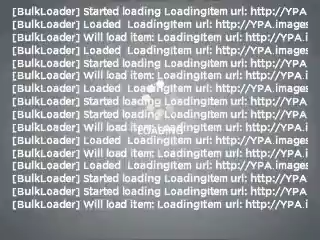 [BulkLoader] Started loading LoadingItem url: http://YPA
[BulkLoader] Loaded  LoadingItem url: http://YPA.images
[BulkLoader] Will load item: LoadingItem url: http://YPA.i
[BulkLoader] Loaded  LoadingItem url: http://YPA.images
[BulkLoader] Started loading LoadingItem url: http://YPA
[BulkLoader] Will load item: LoadingItem url: http://YPA.i
[BulkLoader] Loaded  LoadingItem url: http://YPA.images
[BulkLoader] Started loading LoadingItem url: http://YPA
[BulkLoader] Started loading LoadingItem url: http://YPA
[BulkLoader] Will load item: LoadingItem url: http://YPA.i
LOADING
[BulkLoader] Loaded  LoadingItem url: http://YPA.images
[BulkLoader] Will load item: LoadingItem url: http://YPA.i
[BulkLoader] Loaded  LoadingItem url: http://YPA.images
[BulkLoader] Started loading LoadingItem url: http://YPA
[BulkLoader] Started loading LoadingItem url: http://YPA
[BulkLoader] Will load item: LoadingItem url: http://YPA.i